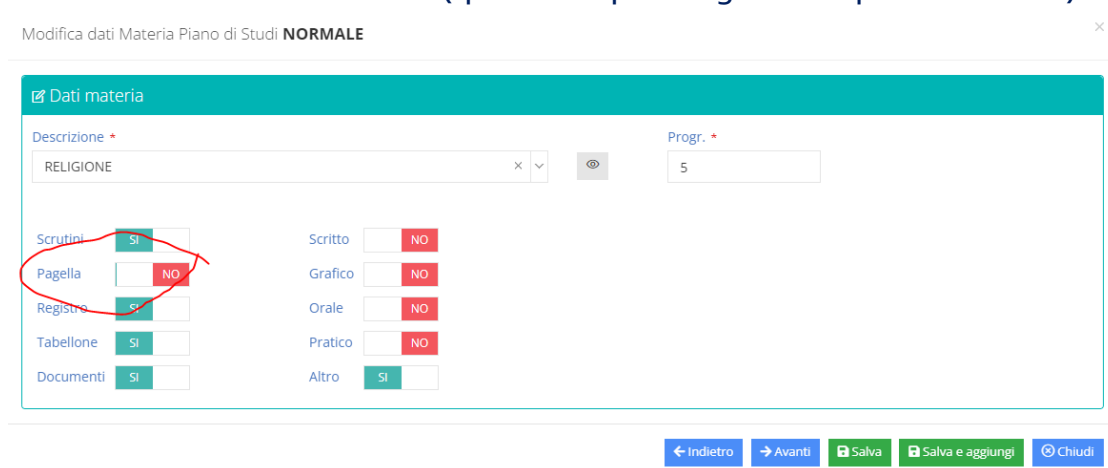 Modifica dati Materia Piano di Studi NORMALE
×
Dati materia
Descrizione * Progr. *
RELIGIONE × 5
Scrutini SI Scritto NO
Pagella NO Grafico NO
Registro SI Orale NO
Tabellone SI Pratico NO
Documenti SI Altro SI
Indietro Avanti Salva Salva e aggiungi Chiudi